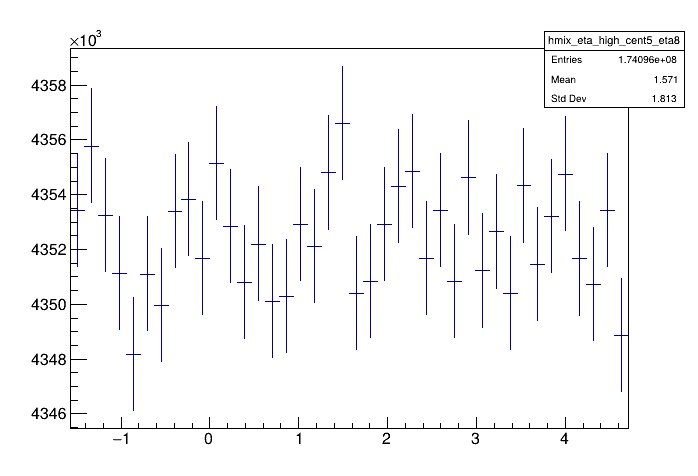 ×10³
hmix_eta_high_cent5_eta8
Entries 1.74096e+08
Mean 1.571
Std Dev 1.813
4358
4356
4354
4352
4350
4348
4346
−1 0 1 2 3 4